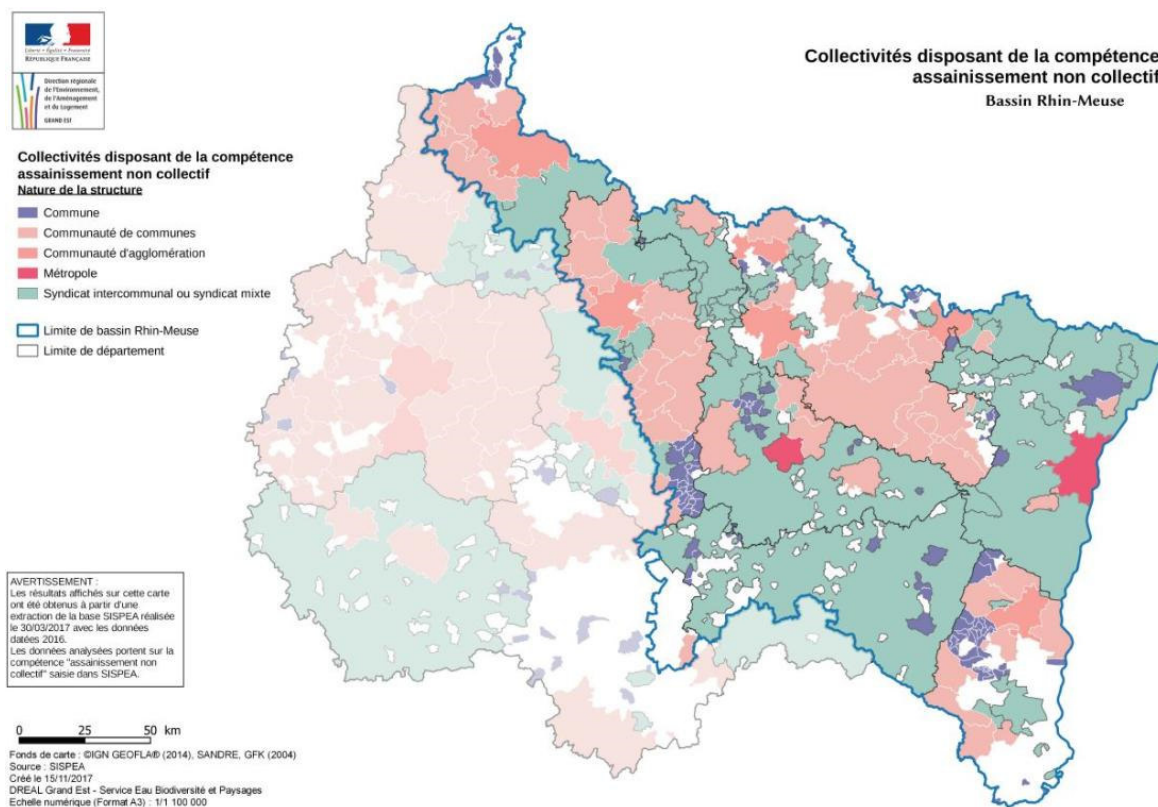 Liberté • Égalité • Fraternité
RÉPUBLIQUE FRANÇAISE
Direction régionale
de l'Environnement,
de l'Aménagement
et du Logement
GRAND EST
Collectivités disposant de la compétence
assainissement non collectif
Bassin Rhin-Meuse
Collectivités disposant de la compétence
assainissement non collectif
Nature de la structure
Commune
Communauté de communes
Communauté d'agglomération
Métropole
Syndicat intercommunal ou syndicat mixte
Limite de bassin Rhin-Meuse
Limite de département
AVERTISSEMENT :
Les résultats affichés sur cette carte
ont été obtenus à partir d'une
extraction de la base SISPEA réalisée
le 30/03/2017 avec les données
datées 2016.
Les données analysées portent sur la
compétence "assainissement non
collectif" saisie dans SISPEA.
0 25 50 km
Fonds de carte : ©IGN GEOFLA® (2014), SANDRE, GFK (2004)
Source : SISPEA
Créé le 15/11/2017
DREAL Grand Est - Service Eau Biodiversité et Paysages
Echelle numérique (Format A3) : 1/1 100 000